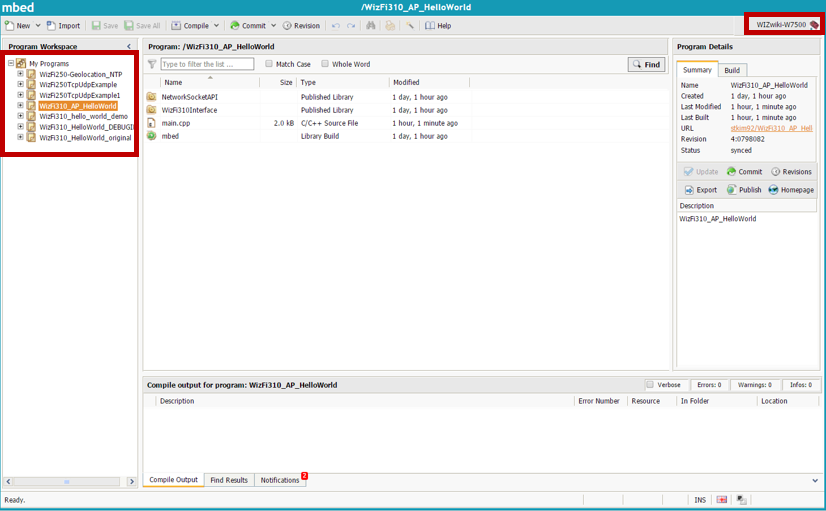 mbed
/WizFi310_AP_HelloWorld
New Import Save Save All Compile Commit Revision Help WIZwiki-W7500
Program Workspace
My Programs
WizFi250-Geolocation_NTP
WizFi250TcpUdpExample
WizFi250TcpUdpExample1
WizFi310_AP_HelloWorld
WizFi310_hello_world_demo
WizFi310_HelloWorld_DEBUGI
WizFi310_HelloWorld_original
Program: /WizFi310_AP_HelloWorld
Type to filter the list ... Match Case Whole Word Find
Name Size Type Modified
NetworkSocketAPI Published Library 1 day, 1 hour ago
WizFi310Interface Published Library 1 day, 1 hour ago
main.cpp 2.0 kB C/C++ Source File 1 hour, 1 minute ago
mbed Library Build 1 day, 1 hour ago
Program Details
Summary Build
Name WizFi310_AP_HelloWorld
Created 1 day, 1 hour ago
Last Modified 1 hour, 1 minute ago
Last Built 1 hour, 1 minute ago
URL stkim92/WizFi310_AP_Hell
Revision 4:0798082
Status synced
Update Commit Revisions
Export Publish Homepage
Description
WizFi310_AP_HelloWorld
Compile output for program: WizFi310_AP_HelloWorld
Verbose Errors: 0 Warnings: 0 Infos: 0
Description Error Number Resource In Folder Location
Compile Output Find Results Notifications 2
Ready.
INS